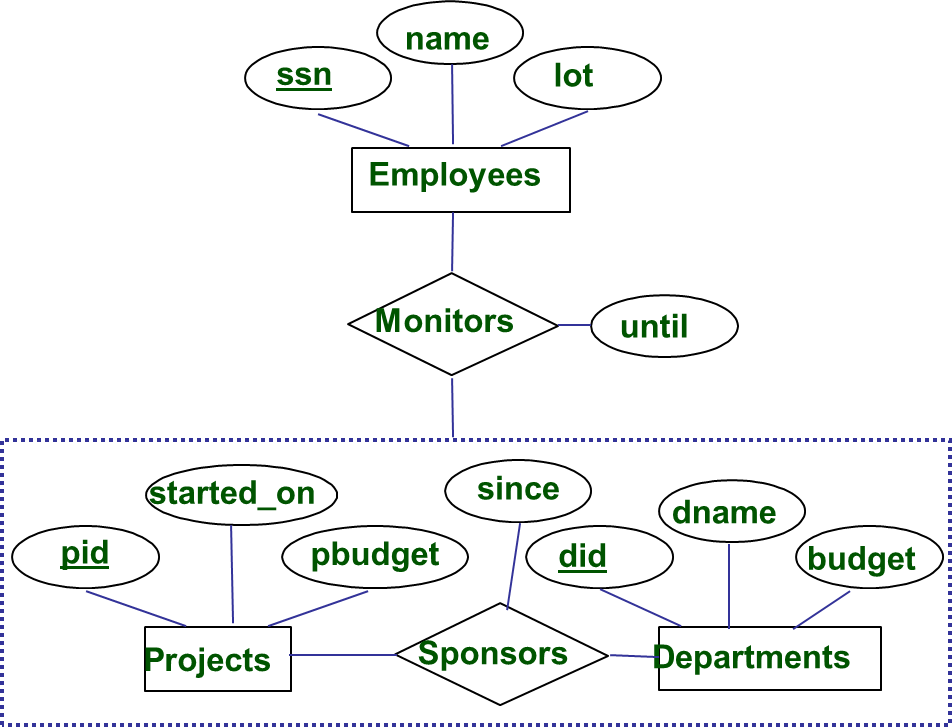 name
ssn
lot
Employees
Monitors
until
started_on
since
dname
pid
pbudget
did
budget
Projects
Sponsors
Departments